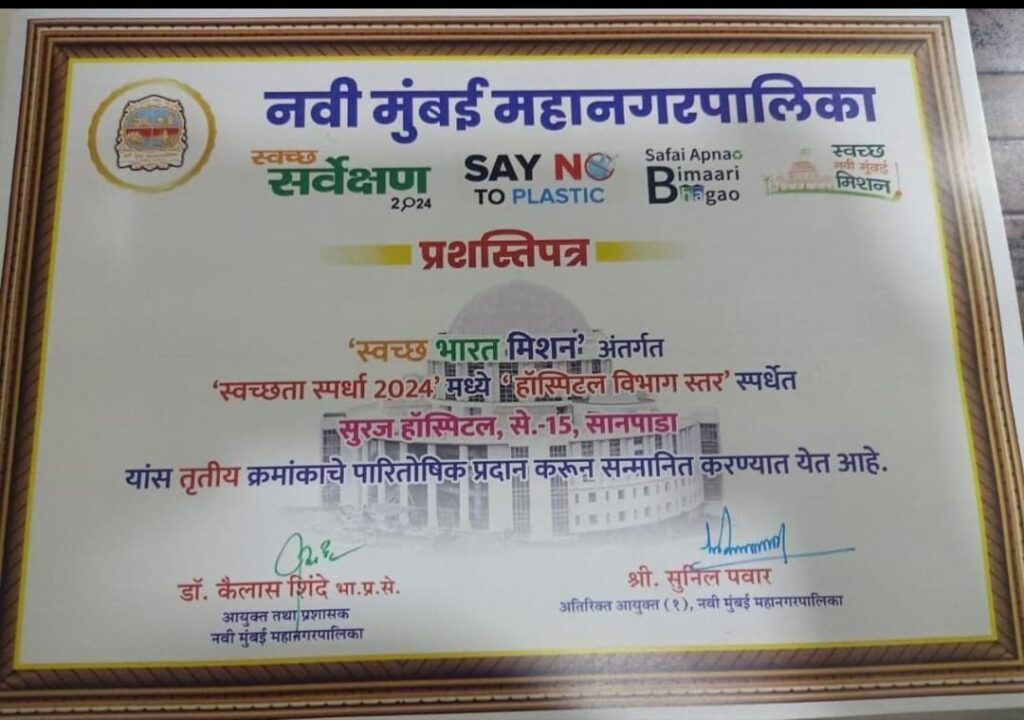 नवी मुंबई महानगरपालिका
स्वच्छ
सर्वेक्षण
2024
SAY NO
TO PLASTIC
Safai Apnao
Bimaari
Bhagao
स्वच्छ
नवी मुंबई
मिशन
प्रशस्तिपत्र
‘स्वच्छ भारत मिशन’ अंतर्गत
‘स्वच्छता स्पर्धा 2024’ मध्ये ‘हॉस्पिटल विभाग स्तर’ स्पर्धेत
सुरज हॉस्पिटल, से.-15, सानपाडा
यांस तृतीय क्रमांकाचे पारितोषिक प्रदान करून सन्मानित करण्यात येत आहे.
डॉ. कैलास शिंदे भा.प्र.से.
आयुक्त तथा प्रशासक
नवी मुंबई महानगरपालिका
श्री. सुनिल पवार
अतिरिक्त आयुक्त (१), नवी मुंबई महानगरपालिका